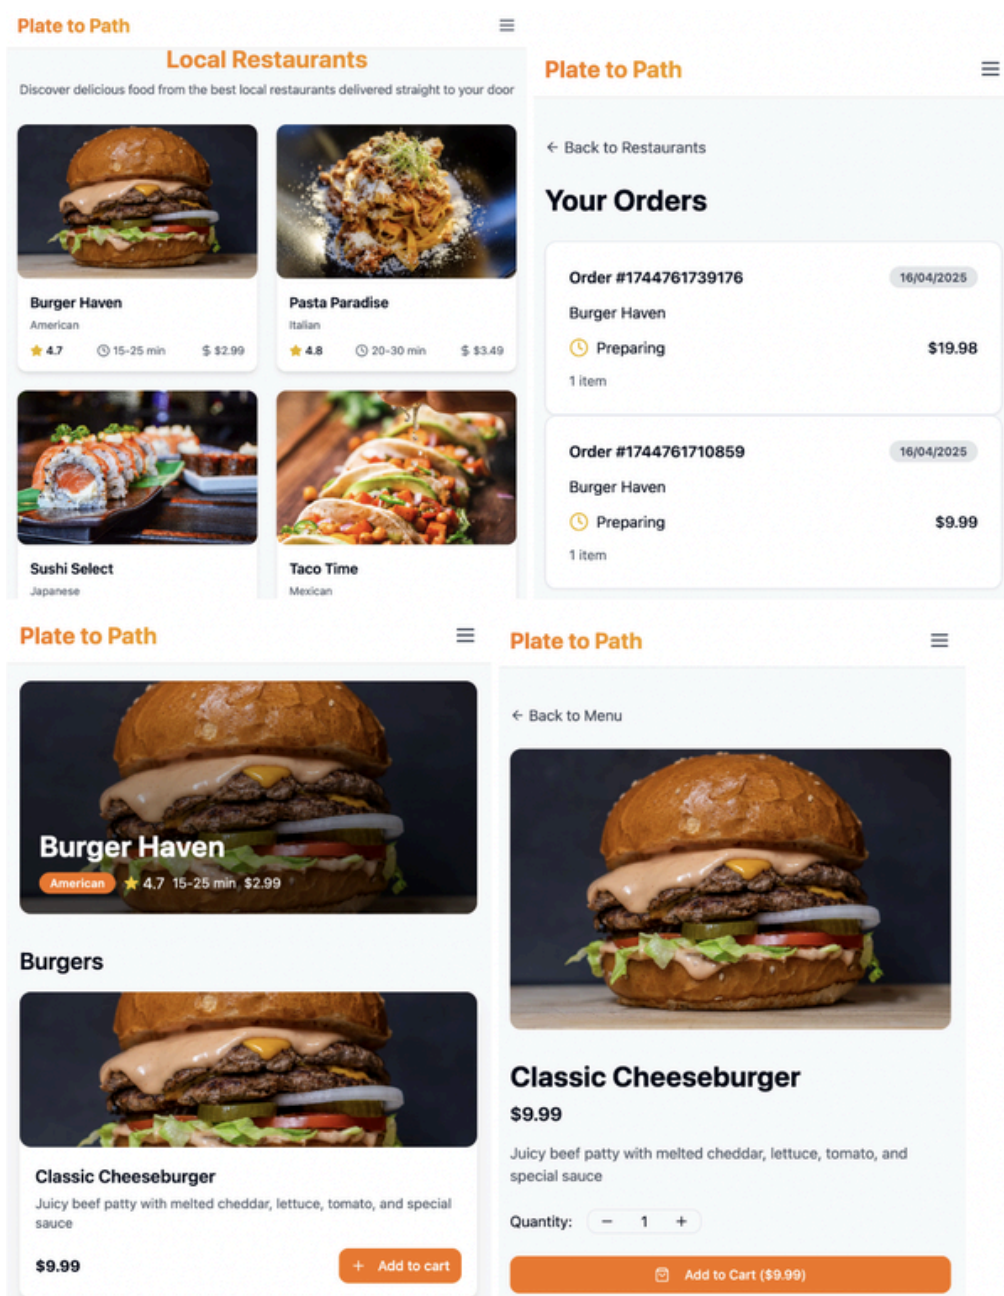 Plate to Path
Local Restaurants
Discover delicious food from the best local restaurants delivered straight to your door
Burger Haven
American
4.7 15-25 min $2.99
Pasta Paradise
Italian
4.8 20-30 min $3.49
Sushi Select
Japanese
Taco Time
Mexican
Plate to Path
← Back to Restaurants
Your Orders
Order #1744761739176 16/04/2025
Burger Haven
Preparing $19.98
1 item
Order #1744761710859 16/04/2025
Burger Haven
Preparing $9.99
1 item
Plate to Path
Burger Haven
American 4.7 15-25 min $2.99
Burgers
Classic Cheeseburger
Juicy beef patty with melted cheddar, lettuce, tomato, and special
sauce
$9.99 + Add to cart
Plate to Path
← Back to Menu
Classic Cheeseburger
$9.99
Juicy beef patty with melted cheddar, lettuce, tomato, and
special sauce
Quantity: − 1 +
Add to Cart ($9.99)